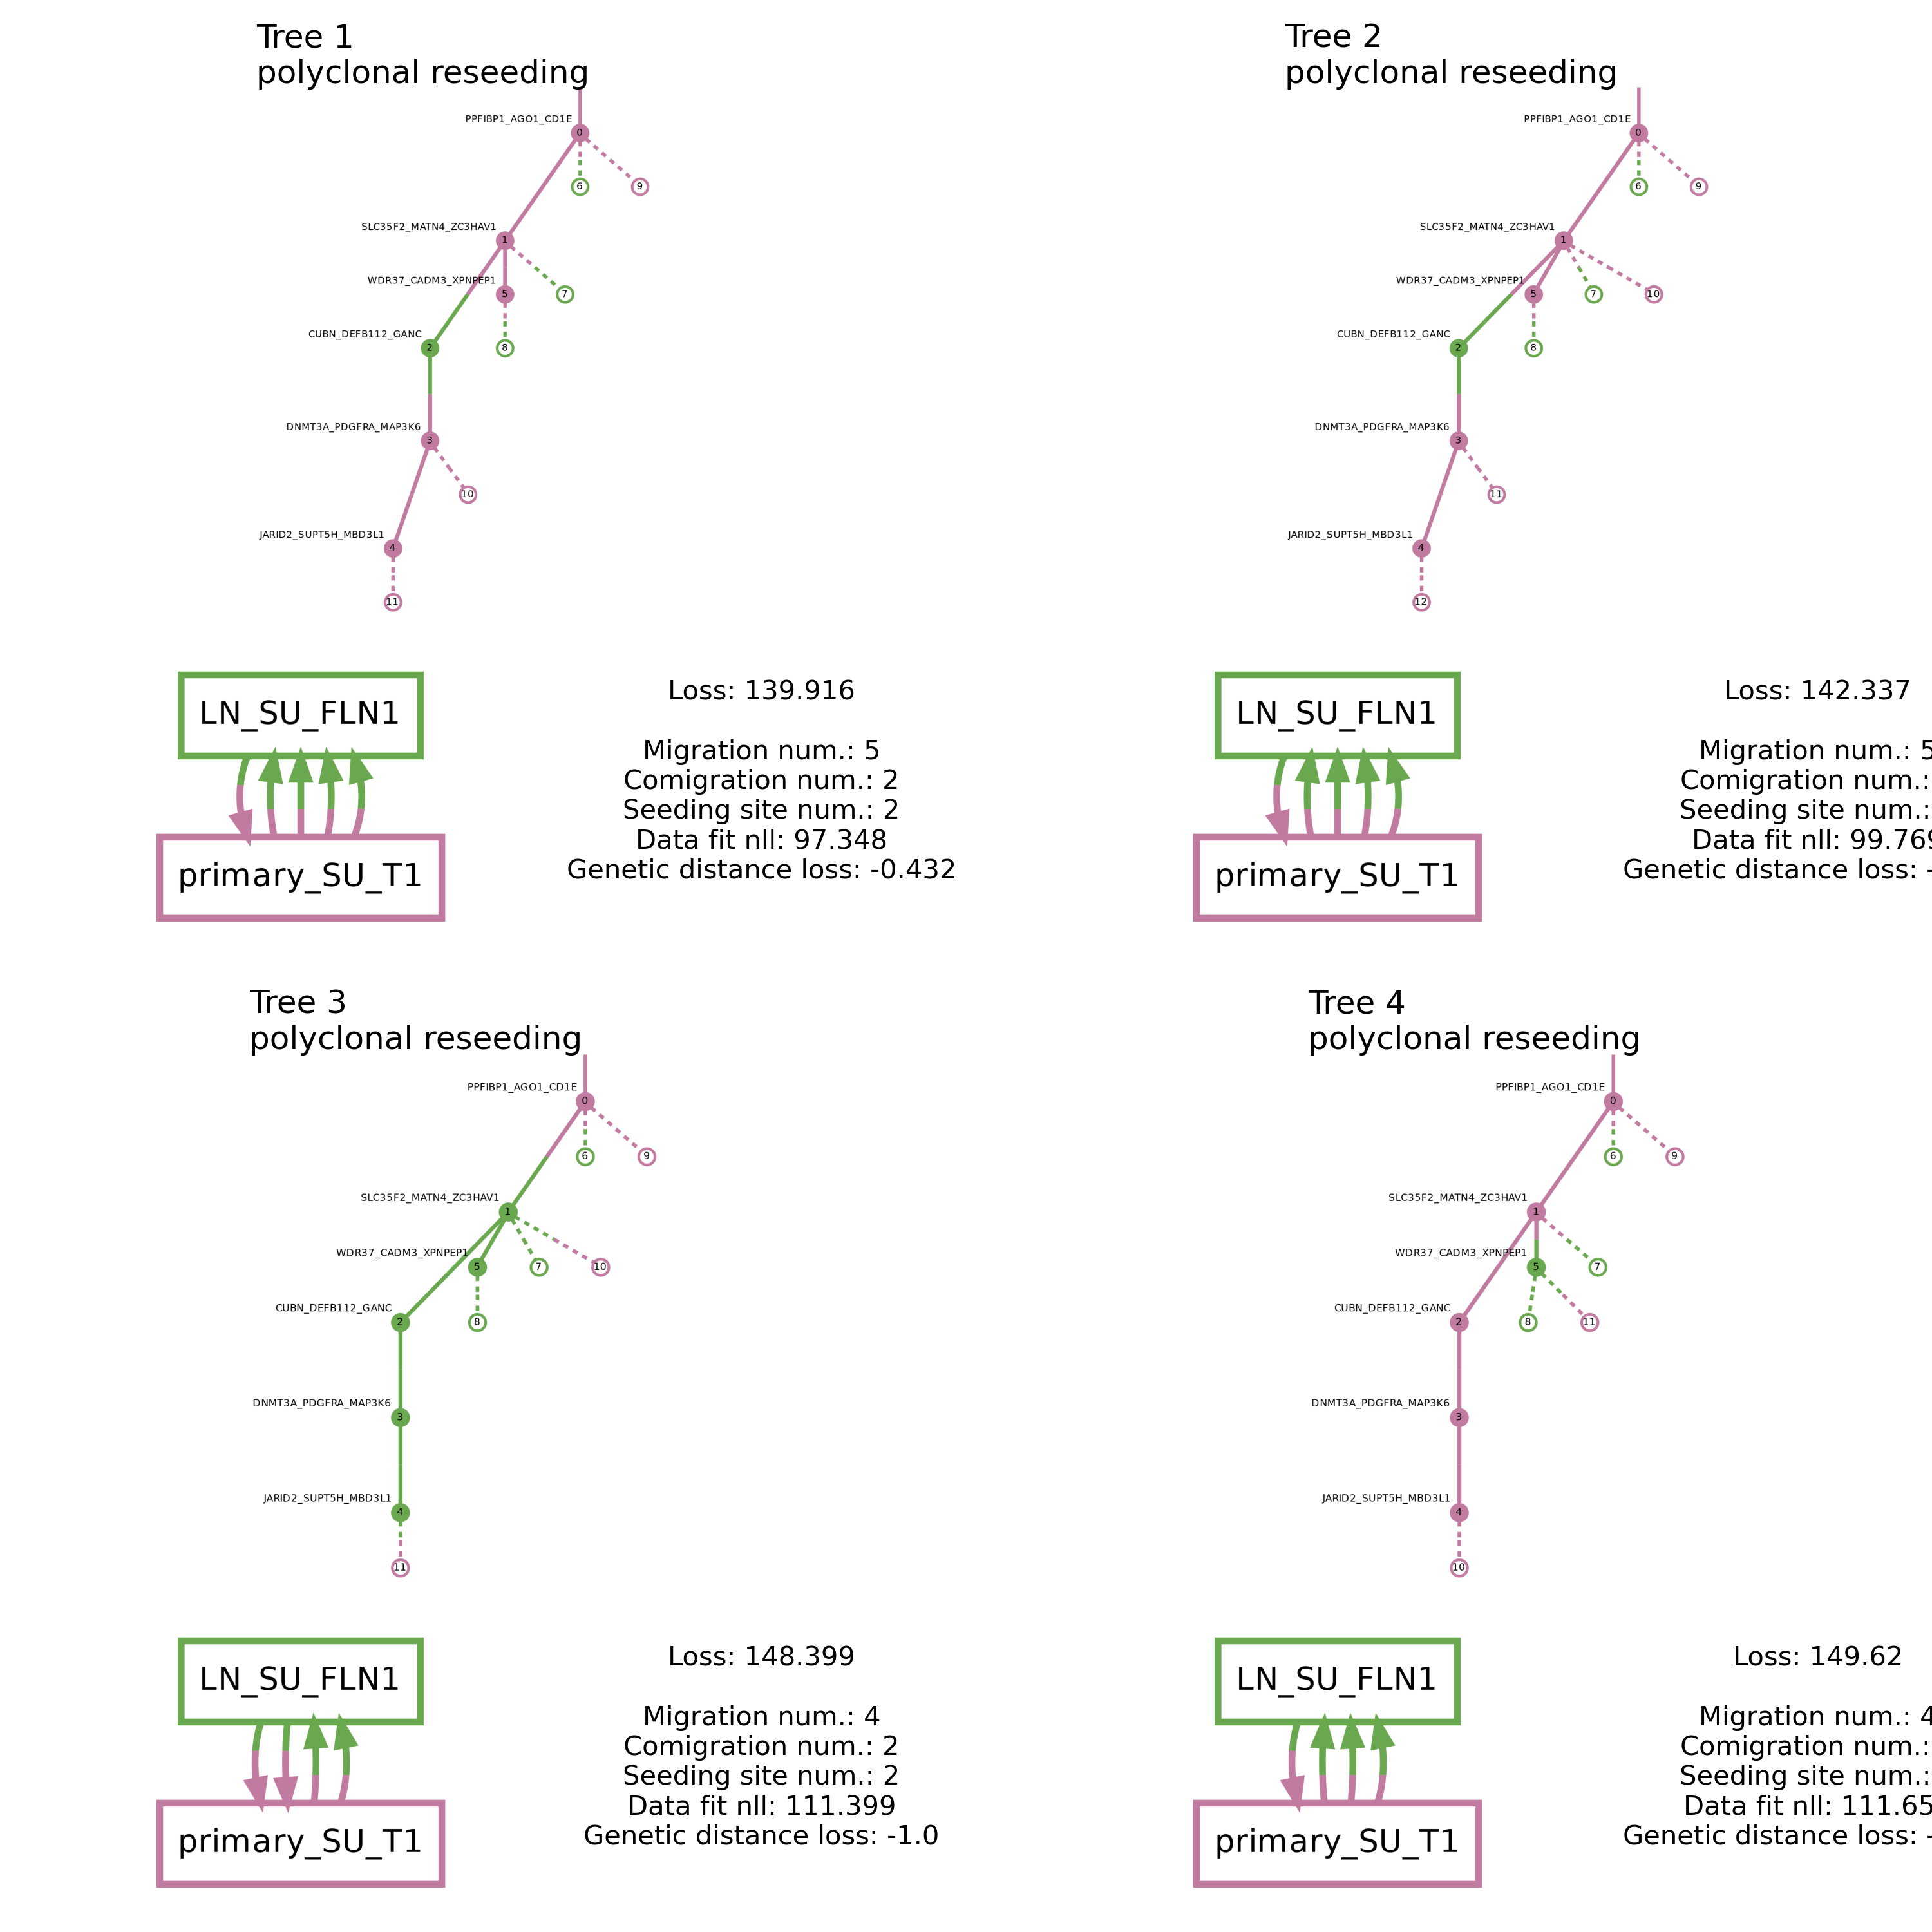 Tree 1
polyclonal reseeding
PPFIBP1_AGO1_CD1E
0
6
9
SLC35F2_MATN4_ZC3HAV1
1
WDR37_CADM3_XPNPEP1
5
7
CUBN_DEFB112_GANC
2
8
DNMT3A_PDGFRA_MAP3K6
3
10
JARID2_SUPT5H_MBD3L1
4
11
LN_SU_FLN1
primary_SU_T1
Loss: 139.916
Migration num.: 5
Comigration num.: 2
Seeding site num.: 2
Data fit nll: 97.348
Genetic distance loss: -0.432
Tree 2
polyclonal reseeding
PPFIBP1_AGO1_CD1E
0
6
9
SLC35F2_MATN4_ZC3HAV1
1
WDR37_CADM3_XPNPEP1
5
7
10
CUBN_DEFB112_GANC
2
8
DNMT3A_PDGFRA_MAP3K6
3
11
JARID2_SUPT5H_MBD3L1
4
12
LN_SU_FLN1
primary_SU_T1
Loss: 142.337
Migration num.: 5
Comigration num.:
Seeding site num.:
Data fit nll: 99.769
Genetic distance loss: -
Tree 3
polyclonal reseeding
PPFIBP1_AGO1_CD1E
0
6
9
SLC35F2_MATN4_ZC3HAV1
1
WDR37_CADM3_XPNPEP1
5
7
10
CUBN_DEFB112_GANC
2
8
DNMT3A_PDGFRA_MAP3K6
3
JARID2_SUPT5H_MBD3L1
4
11
LN_SU_FLN1
primary_SU_T1
Loss: 148.399
Migration num.: 4
Comigration num.: 2
Seeding site num.: 2
Data fit nll: 111.399
Genetic distance loss: -1.0
Tree 4
polyclonal reseeding
PPFIBP1_AGO1_CD1E
0
6
9
SLC35F2_MATN4_ZC3HAV1
1
WDR37_CADM3_XPNPEP1
5
7
CUBN_DEFB112_GANC
2
8
11
DNMT3A_PDGFRA_MAP3K6
3
JARID2_SUPT5H_MBD3L1
4
10
LN_SU_FLN1
primary_SU_T1
Loss: 149.62
Migration num.: 4
Comigration num.:
Seeding site num.:
Data fit nll: 111.65
Genetic distance loss: -